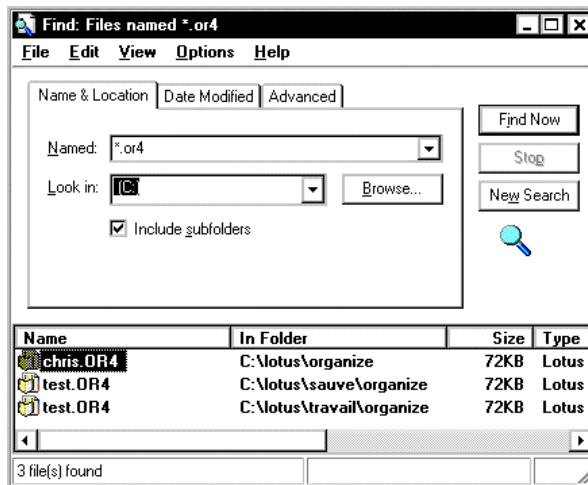 Find: Files named *.or4
File Edit View Options Help
Name & Location Date Modified Advanced
Named: *.or4
Look in: (C:)
Browse...
Include subfolders
Find Now
Stop
New Search
Name In Folder Size Type
chris.OR4 C:\lotus\organize 72KB Lotus
test.OR4 C:\lotus\sauve\organize 72KB Lotus
test.OR4 C:\lotus\travail\organize 72KB Lotus
3 file(s) found